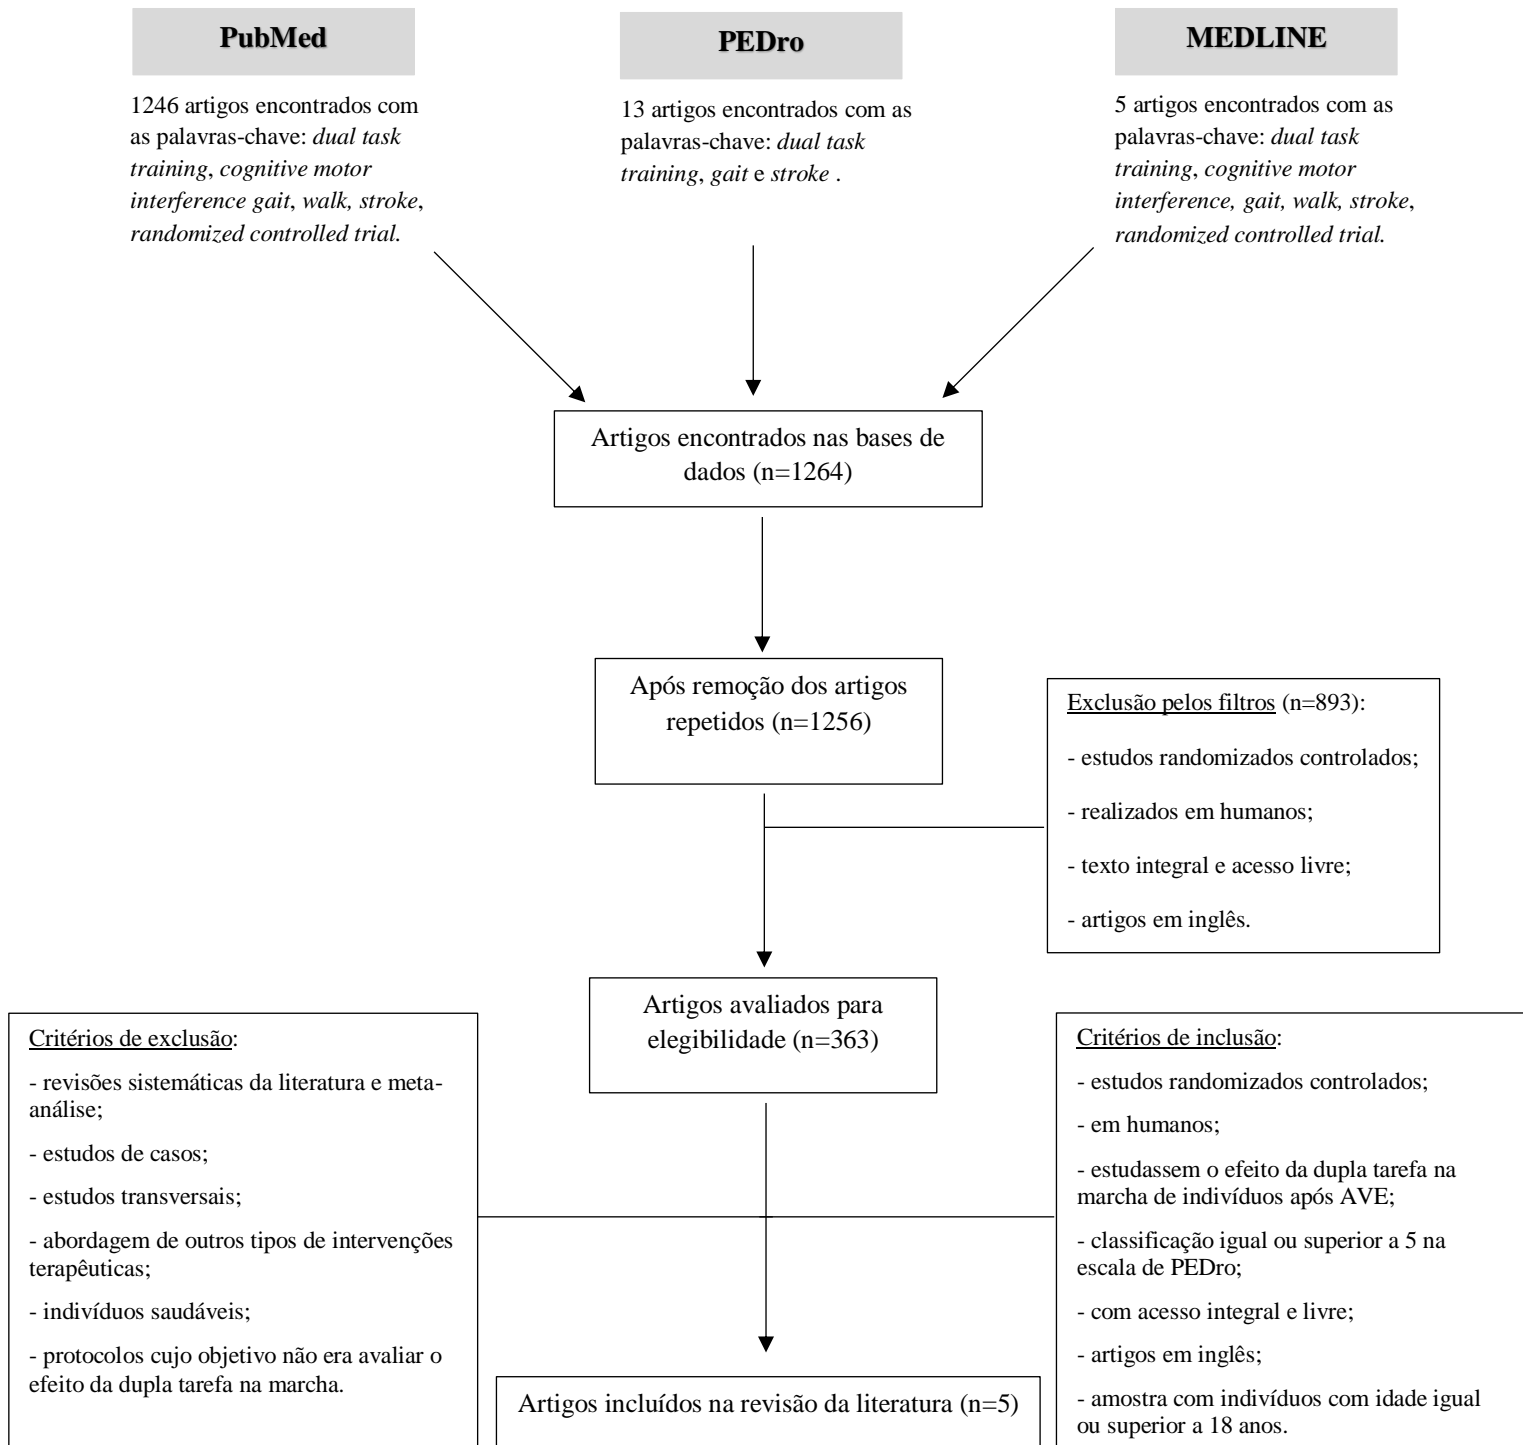 PubMed
1246 artigos encontrados com
as palavras-chave: dual task
training, cognitive motor
interference gait, walk, stroke,
randomized controlled trial.
PEDro
13 artigos encontrados com as
palavras-chave: dual task
training, gait e stroke .
MEDLINE
5 artigos encontrados com as
palavras-chave: dual task
training, cognitive motor
interference, gait, walk, stroke,
randomized controlled trial.
Artigos encontrados nas bases de
dados (n=1264)
Após remoção dos artigos
repetidos (n=1256)
Exclusão pelos filtros (n=893):
- estudos randomizados controlados;
- realizados em humanos;
- texto integral e acesso livre;
- artigos em inglês.
Artigos avaliados para
elegibilidade (n=363)
Critérios de exclusão:
- revisões sistemáticas da literatura e meta-
análise;
- estudos de casos;
- estudos transversais;
- abordagem de outros tipos de intervenções
terapêuticas;
- indivíduos saudáveis;
- protocolos cujo objetivo não era avaliar o
efeito da dupla tarefa na marcha.
Critérios de inclusão:
- estudos randomizados controlados;
- em humanos;
- estudassem o efeito da dupla tarefa na
marcha de indivíduos após AVE;
- classificação igual ou superior a 5 na
escala de PEDro;
- com acesso integral e livre;
- artigos em inglês;
- amostra com indivíduos com idade igual
ou superior a 18 anos.
Artigos incluídos na revisão da literatura (n=5)